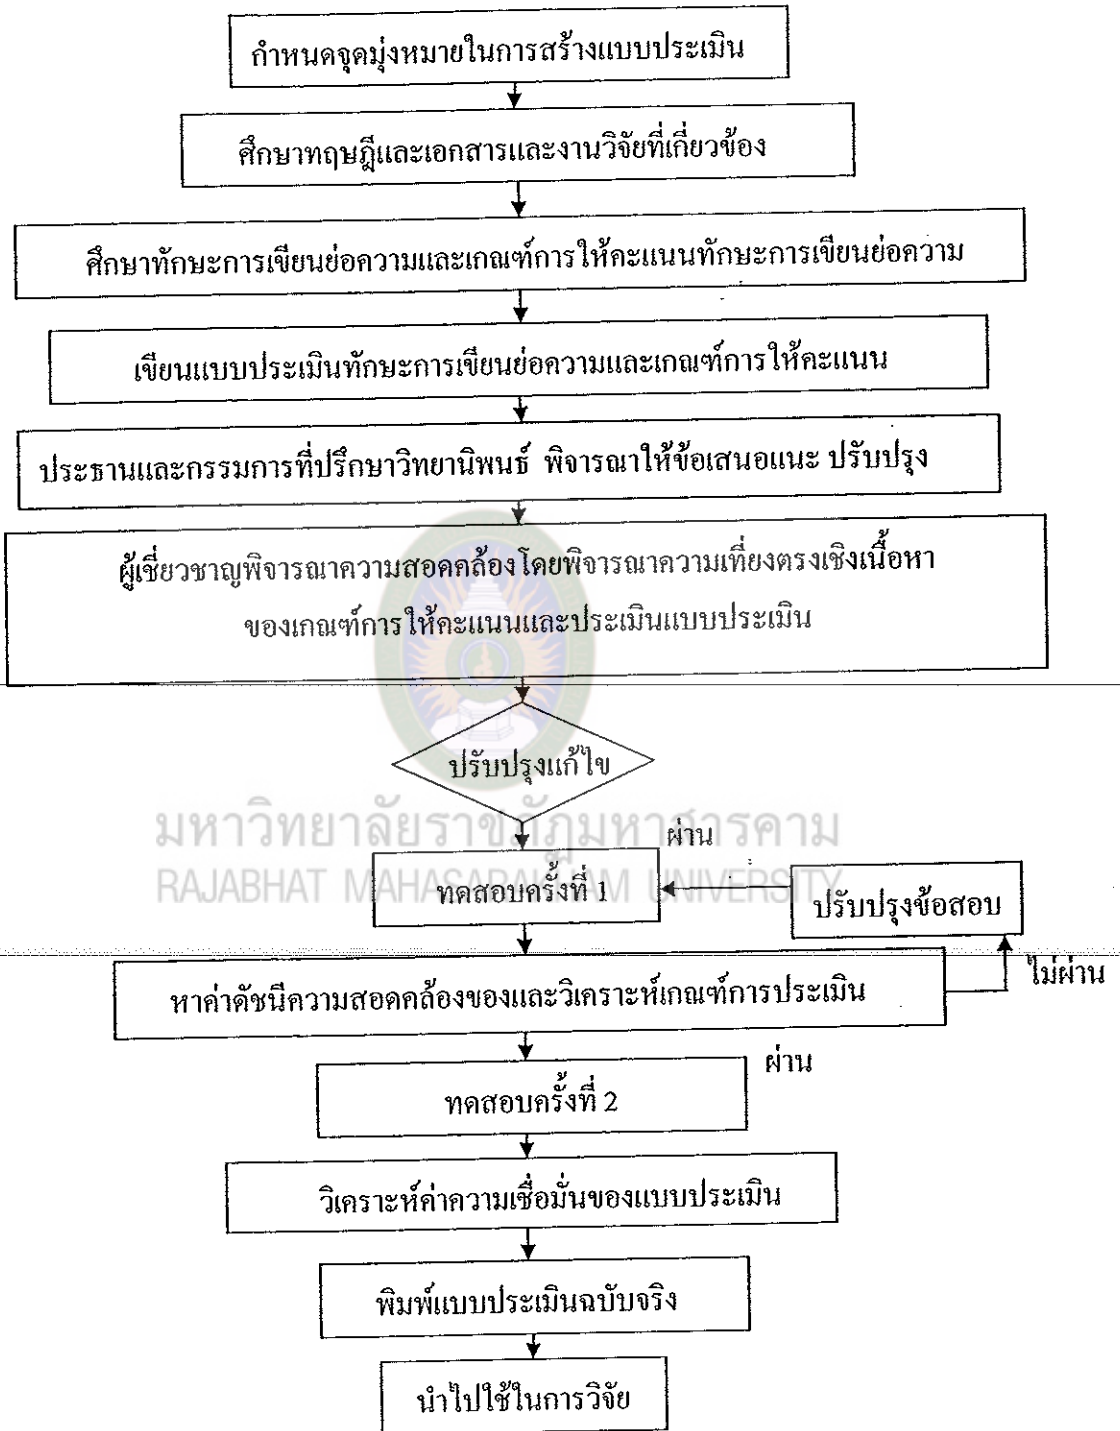 กำหนดจุดมุ่งหมายในการสร้างแบบประเมิน
ศึกษาทฤษฎีและเอกสารและงานวิจัยที่เกี่ยวข้อง
ศึกษาทักษะการเขียนย่อความและเกณฑ์การให้คะแนนทักษะการเขียนย่อความ
เขียนแบบประเมินทักษะการเขียนย่อความและเกณฑ์การให้คะแนน
ประธานและกรรมการที่ปรึกษาวิทยานิพนธ์ พิจารณาให้ข้อเสนอแนะ ปรับปรุง
ผู้เชี่ยวชาญพิจารณาความสอดคล้องโดยพิจารณาความเที่ยงตรงเชิงเนื้อหา
ของเกณฑ์การให้คะแนนและประเมินแบบประเมิน
ปรับปรุงแก้ไข
มหาวิทยาลัยราชภัฏมหาสารคาม
ผ่าน
RAJABHAT MAHASARAKHAM UNIVERSITY
ทดสอบครั้งที่ 1
ปรับปรุงข้อสอบ
ไม่ผ่าน
หาค่าดัชนีความสอดคล้องของและวิเคราะห์เกณฑ์การประเมิน
ผ่าน
ทดสอบครั้งที่ 2
วิเคราะห์ค่าความเชื่อมั่นของแบบประเมิน
พิมพ์แบบประเมินฉบับจริง
นำไปใช้ในการวิจัย